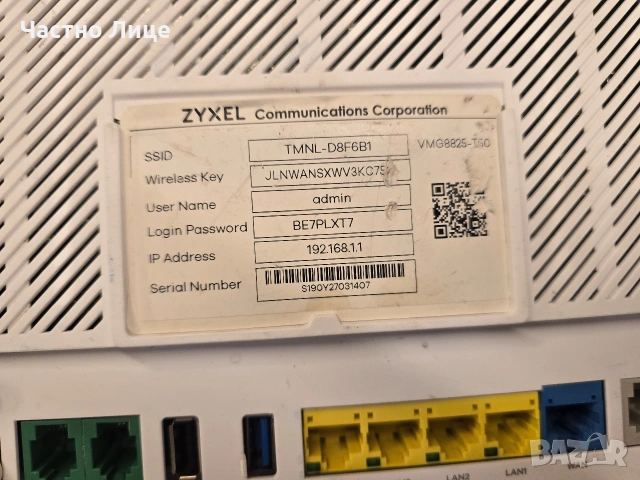 Частно Лице
ZYXEL Communications Corporation
SSID TMNL-D8F6B1 VMG8825-T50
Wireless Key JLNWANSXWV3KC75
User Name admin
Login Password BE7PLXT7
IP Address 192.168.1.1
Serial Number
S190Y27031407
LAN2 LAN1 WAN
BAZAR